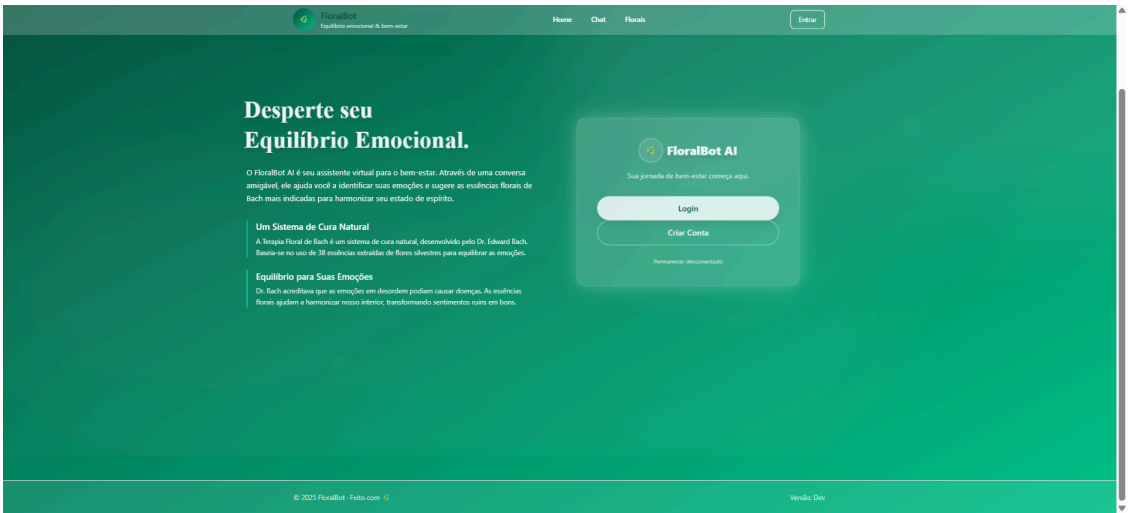 FloralBot
Equilíbrio emocional & bem-estar
Home
Chat
Florais
Entrar
Desperte seu
Equilíbrio Emocional.
O FloralBot AI é seu assistente virtual para o bem-estar. Através de uma conversa
amigável, ele ajuda você a identificar suas emoções e sugere as essências florais de
Bach mais indicadas para harmonizar seu estado de espírito.
Um Sistema de Cura Natural
A Terapia Floral de Bach é um sistema de cura natural, desenvolvido pelo Dr. Edward Bach.
Baseia-se no uso de 38 essências extraídas de flores silvestres para equilibrar as emoções.
Equilíbrio para Suas Emoções
Dr. Bach acreditava que as emoções em desordem podiam causar doenças. As essências
florais ajudam a harmonizar nosso interior, transformando sentimentos ruins em bons.
FloralBot AI
Sua jornada de bem-estar começa aqui.
Login
Criar Conta
Permanecer desconectado
© 2025 FloralBot · Feito com
Versão: Dev